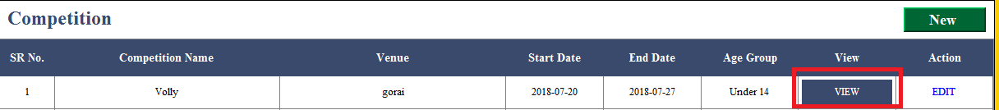 Competition
New
SR No. Competition Name Venue Start Date End Date Age Group View Action
1 Volly gorai 2018-07-20 2018-07-27 Under 14 VIEW EDIT